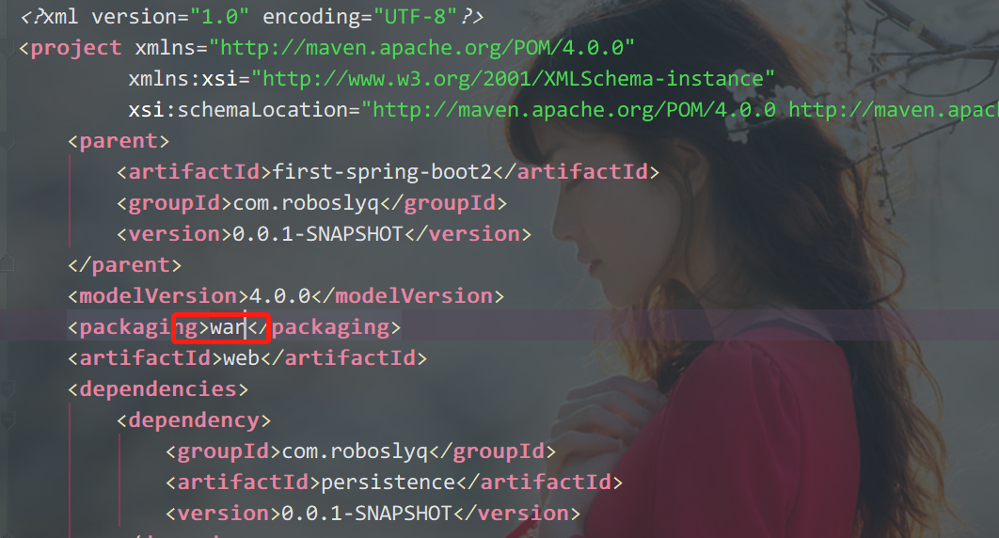 <?xml version="1.0" encoding="UTF-8"?>
<project xmlns="http://maven.apache.org/POM/4.0.0"
xmlns:xsi="http://www.w3.org/2001/XMLSchema-instance"
xsi:schemaLocation="http://maven.apache.org/POM/4.0.0 http://maven.apac
<parent>
<artifactId>first-spring-boot2</artifactId>
<groupId>com.roboslyq</groupId>
<version>0.0.1-SNAPSHOT</version>
</parent>
<modelVersion>4.0.0</modelVersion>
<packaging>war</packaging>
<artifactId>web</artifactId>
<dependencies>
<dependency>
<groupId>com.roboslyq</groupId>
<artifactId>persistence</artifactId>
<version>0.0.1-SNAPSHOT</version>